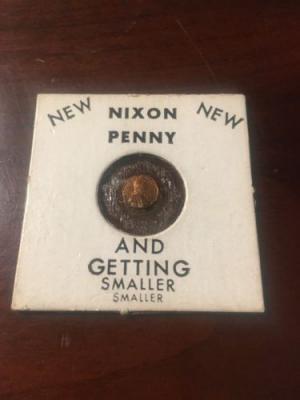 NEW NIXON NEW
PENNY
AND
GETTING
SMALLER
SMALLER